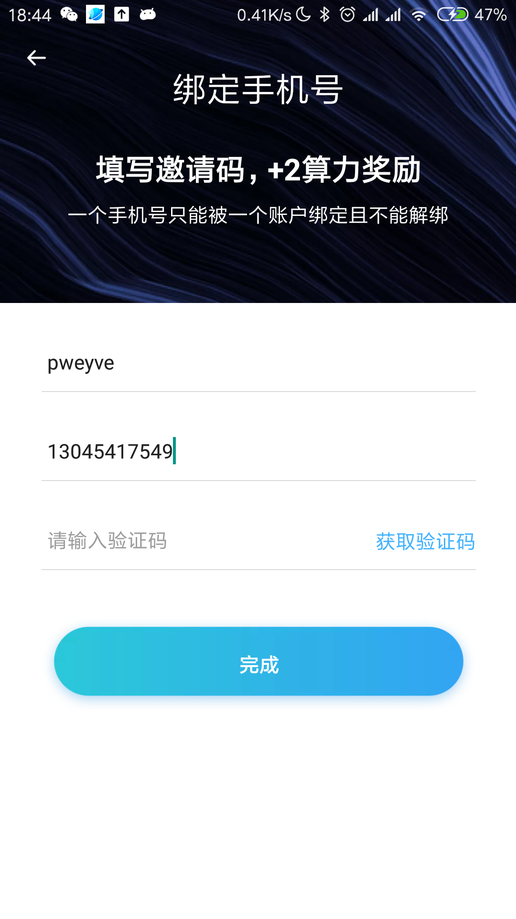 18:44 0.41K/s 47%
绑定手机号
填写邀请码，+2算力奖励
一个手机号只能被一个账户绑定且不能解绑
pweyve
13045417549
请输入验证码 获取验证码
完成